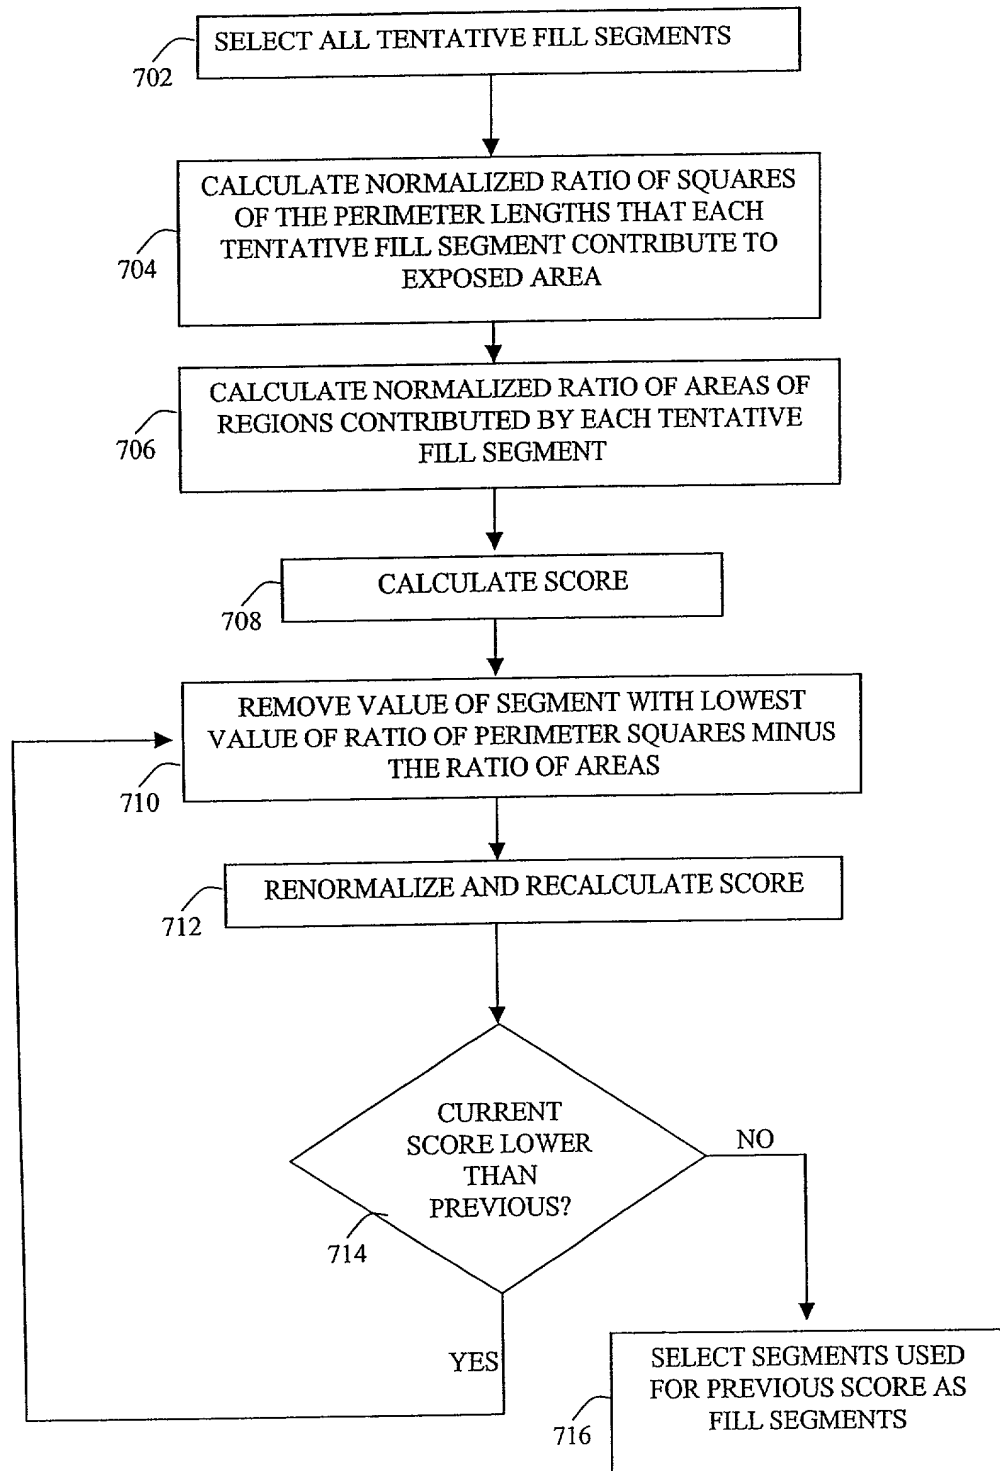 SELECT ALL TENTATIVE FILL SEGMENTS
702
CALCULATE NORMALIZED RATIO OF SQUARES
OF THE PERIMETER LENGTHS THAT EACH
TENTATIVE FILL SEGMENT CONTRIBUTE TO
EXPOSED AREA
704
CALCULATE NORMALIZED RATIO OF AREAS OF
REGIONS CONTRIBUTED BY EACH TENTATIVE
FILL SEGMENT
706
CALCULATE SCORE
708
REMOVE VALUE OF SEGMENT WITH LOWEST
VALUE OF RATIO OF PERIMETER SQUARES MINUS
THE RATIO OF AREAS
710
RENORMALIZE AND RECALCULATE SCORE
712
CURRENT
SCORE LOWER
THAN
PREVIOUS?
714
NO
YES
SELECT SEGMENTS USED
FOR PREVIOUS SCORE AS
FILL SEGMENTS
716